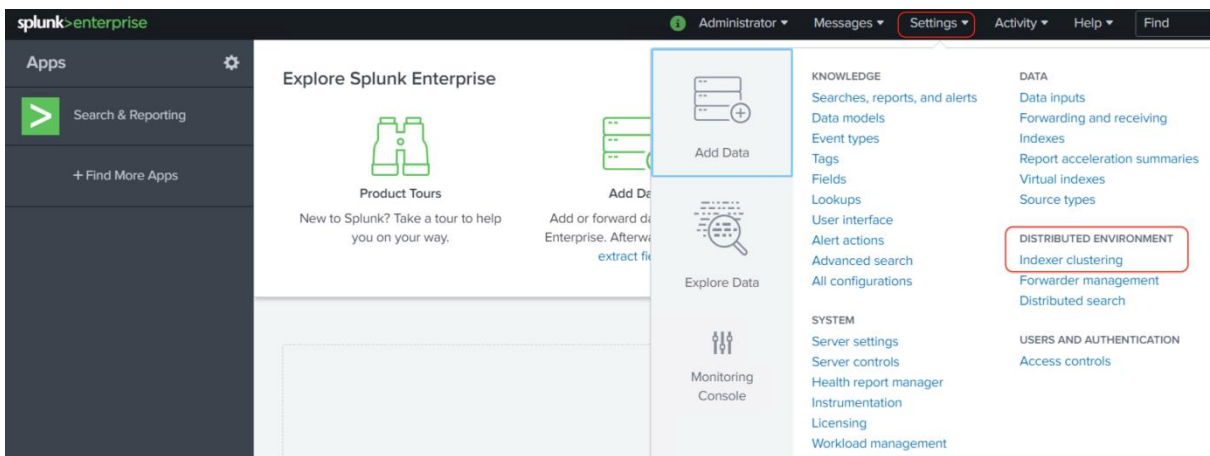 splunk>enterprise
Administrator
Messages
Settings
Activity
Help
Find
Apps
Search & Reporting
+ Find More Apps
Explore Splunk Enterprise
Product Tours
New to Splunk? Take a tour to help
you on your way.
Add Da
Add or forward da
Enterprise. Afterwa
extract fie
Add Data
Explore Data
Monitoring
Console
KNOWLEDGE
Searches, reports, and alerts
Data models
Event types
Tags
Fields
Lookups
User interface
Alert actions
Advanced search
All configurations
SYSTEM
Server settings
Server controls
Health report manager
Instrumentation
Licensing
Workload management
DATA
Data inputs
Forwarding and receiving
Indexes
Report acceleration summaries
Virtual indexes
Source types
DISTRIBUTED ENVIRONMENT
Indexer clustering
Forwarder management
Distributed search
USERS AND AUTHENTICATION
Access controls